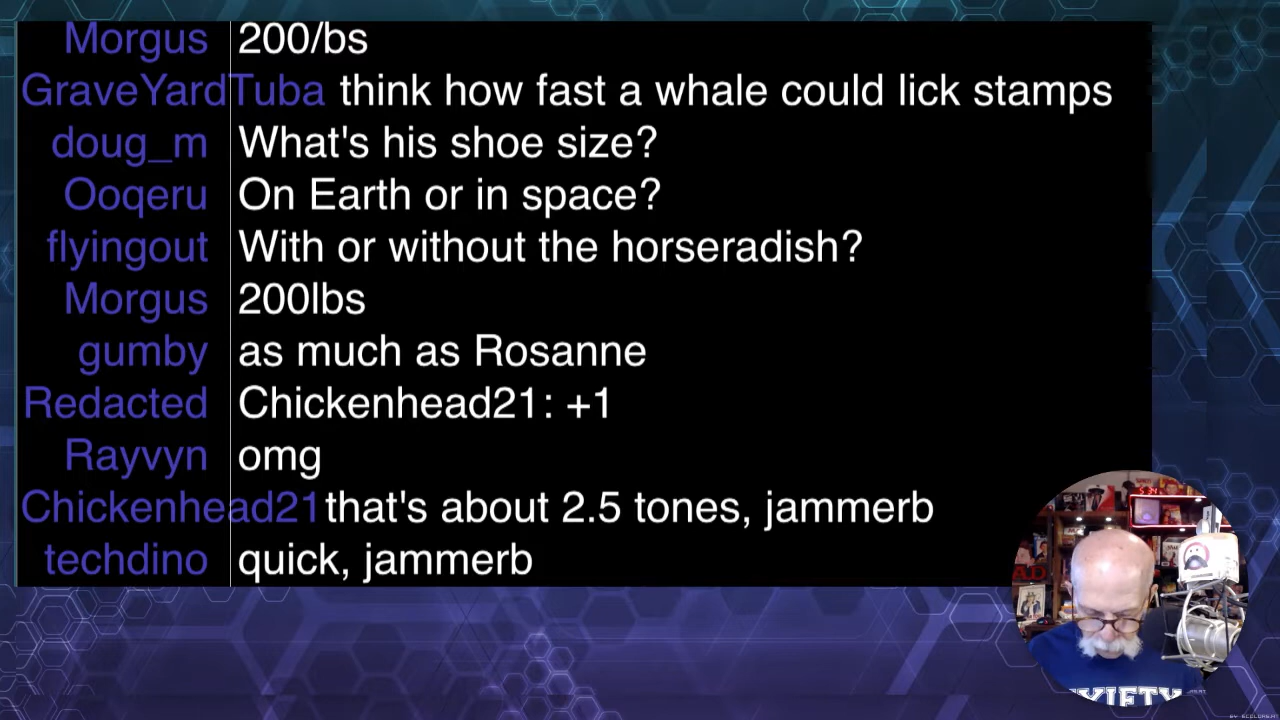 Morgus 200/bs
GraveYardTuba think how fast a whale could lick stamps
doug_m What's his shoe size?
Ooqeru On Earth or in space?
flyingout With or without the horseradish?
Morgus 200lbs
gumby as much as Rosanne
Redacted Chickenhead21: +1
Rayvyn omg
Chickenhead21 that's about 2.5 tones, jammerb
techdino quick, jammerb